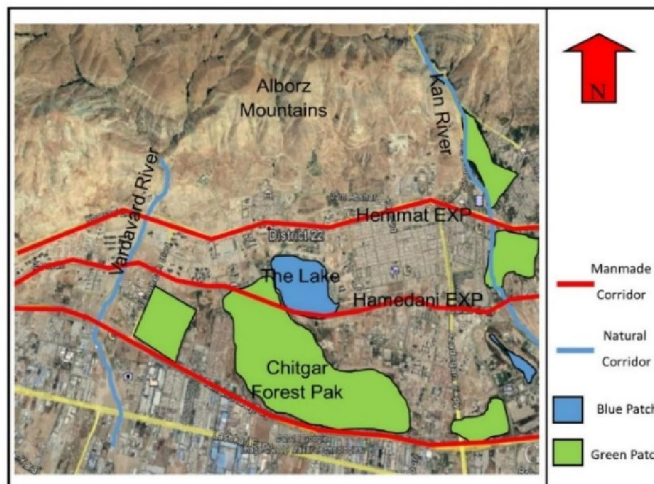 Alborz
Mountains
Kan River
N
Vardavard River
Hemmat EXP
District 22
The Lake
Hamedani EXP
Chitgar
Forest Pak
Manmade
Corridor
Natural
Corridor
Blue Patch
Green Patc